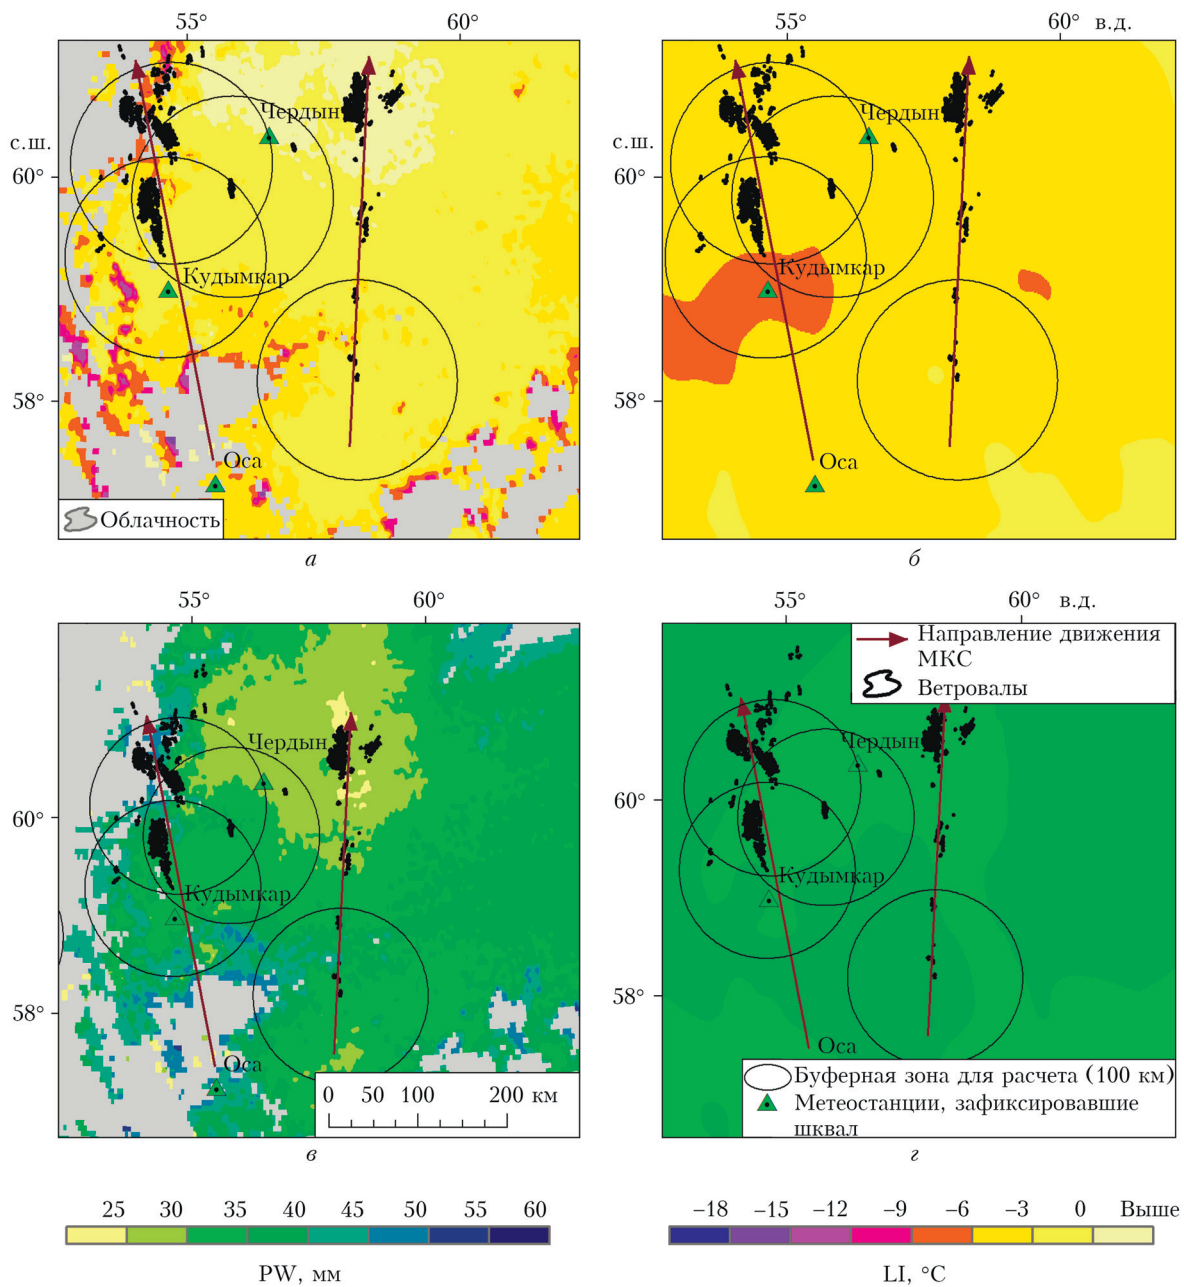 55° 60° 55° 60° в.д.
Чердын Чердын
с.ш. с.ш.
60° 60°
Кудымкар Кудымкар
58° 58°
Оса Оса
Облачность
а б
55° 60° 55° 60° в.д.
Направление движения
МКС
Ветровалы
Чердын Чердын
60° 60°
Кудымкар Кудымкар
58° 58°
Оса Оса
0 50 100 200 км
Буферная зона для расчета (100 км)
Метеостанции, зафиксировавшие
шквал
в г
25 30 35 40 45 50 55 60
PW, мм
–18 –15 –12 –9 –6 –3 0 Выше
LI, °C